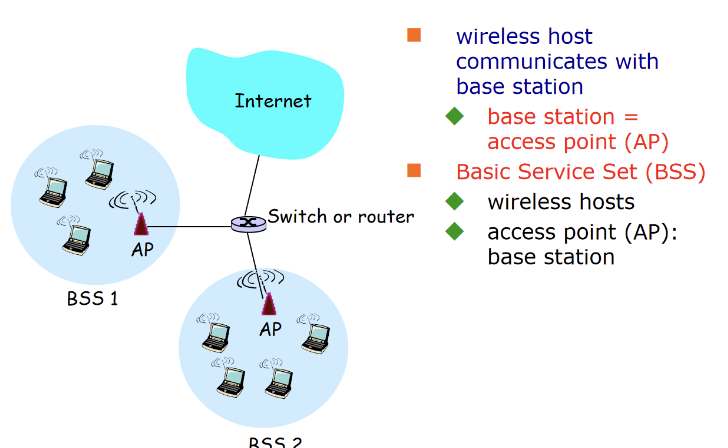 Internet
Switch or router
AP
BSS 1
AP
BSS 2
wireless host
communicates with
base station
base station =
access point (AP)
Basic Service Set (BSS)
wireless hosts
access point (AP):
base station